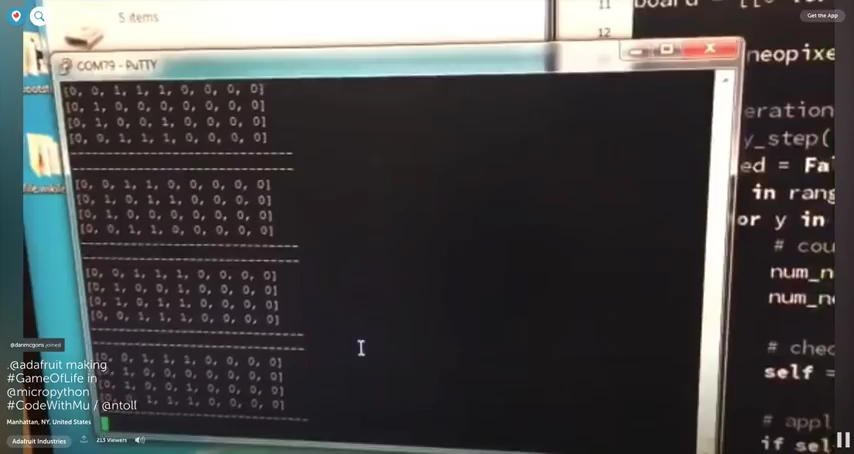 5 items
Get the App
COM79 - PuTTY
[0, 0, 1, 1, 1, 0, 0, 0, 0]
[0, 1, 0, 0, 0, 0, 0, 0, 0]
[0, 1, 0, 0, 1, 0, 0, 0, 0]
[0, 0, 1, 1, 1, 0, 0, 0, 0]
[0, 0, 1, 1, 0, 0, 0, 0, 0]
[0, 1, 0, 1, 1, 0, 0, 0, 0]
[0, 1, 0, 0, 0, 0, 0, 0, 0]
[0, 0, 1, 1, 0, 0, 0, 0, 0]
[0, 0, 1, 1, 1, 0, 0, 0, 0]
[0, 1, 0, 0, 1, 0, 0, 0, 0]
[0, 1, 0, 1, 1, 0, 0, 0, 0]
[0, 0, 1, 1, 1, 0, 0, 0, 0]
11
board = [[0
12
neopixe
eration
y_step(
ed = Fa
in rang
or y in
# cou
num_ne
num_ne
# chec
self =
# appl
if sel
@danmcgons joined
.@adafruit making
#GameOfLife in
@micropython
#CodeWithMu / @ntoll
Manhattan, NY, United States
Adafruit Industries
213 Viewers